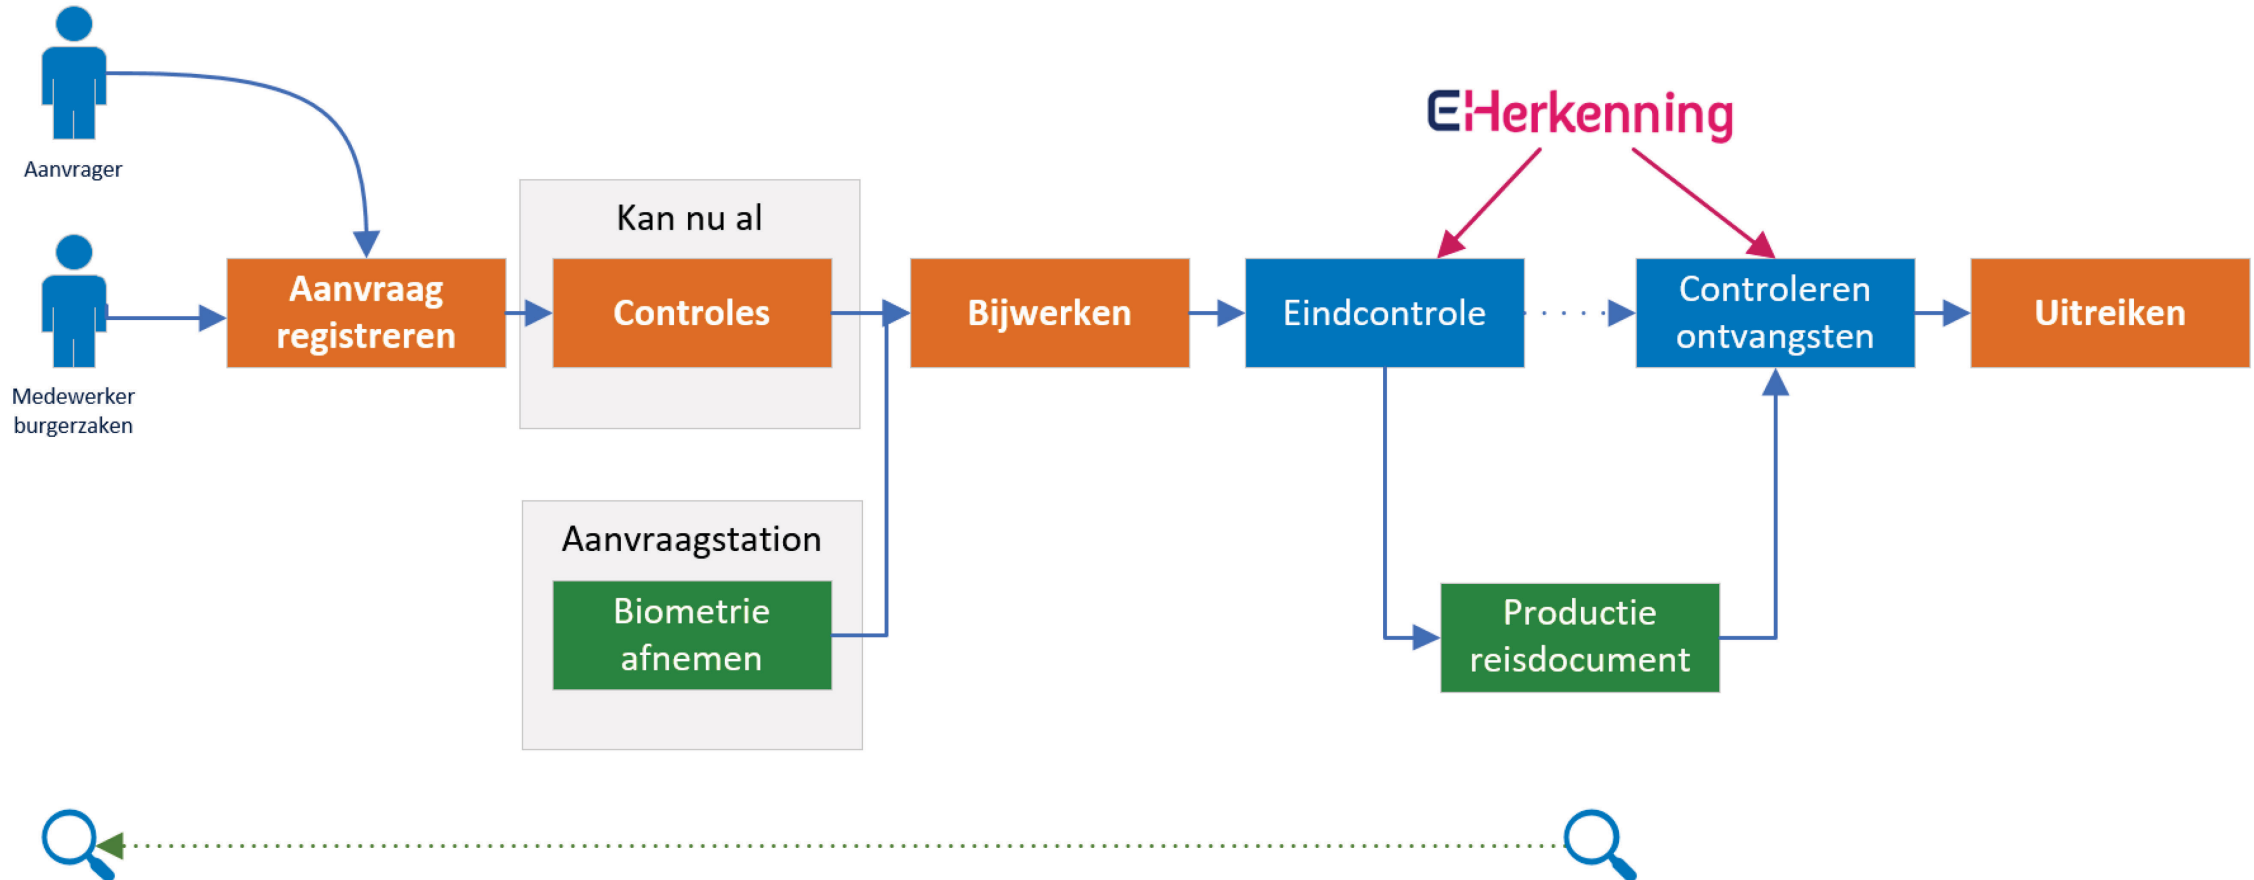 Aanvrager
EHerkenning
Kan nu al
Medewerker
burgerzaken
Aanvraag
registreren
Controles
Bijwerken
Eindcontrole
Controleren
ontvangsten
Uitreiken
Aanvraagstation
Biometrie
afnemen
Productie
reisdocument